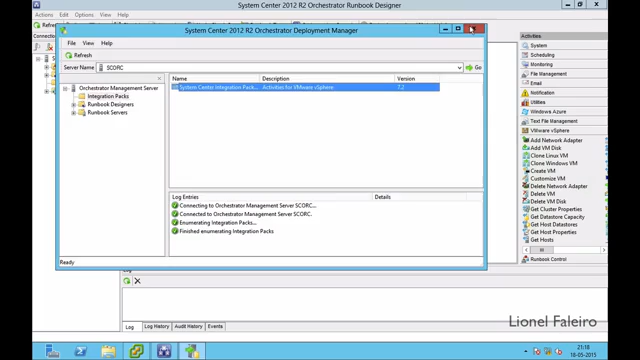 System Center 2012 R2 Orchestrator Runbook Designer
Actions Edit Options View Help
System Center 2012 R2 Orchestrator Deployment Manager
File View Help
Refresh
Server Name SCORC Go
Orchestrator Management Server
Integration Packs
Runbook Designers
Runbook Servers
Name Description Version
System Center Integration Pack... Activities for VMware vSphere 7.2
Log Entries Details
Connecting to Orchestrator Management Server SCORC...
Connected to Orchestrator Management Server SCORC.
Enumerating Integration Packs...
Finished enumerating Integration Packs
Ready
Activities
System
Scheduling
Monitoring
File Management
Email
Notification
Utilities
Windows Azure
Text File Management
VMware vSphere
Add Network Adapter
Add VM Disk
Clone Linux VM
Clone Windows VM
Create VM
Customize VM
Delete Network Adapter
Delete VM
Delete VM Disk
Get Cluster Properties
Get Datastore Capacity
Get Host Datastores
Get Host Properties
Get Hosts
Runbook Control
Log
Log Log History Audit History Events
Lionel Faleiro
21:18
18-05-2015